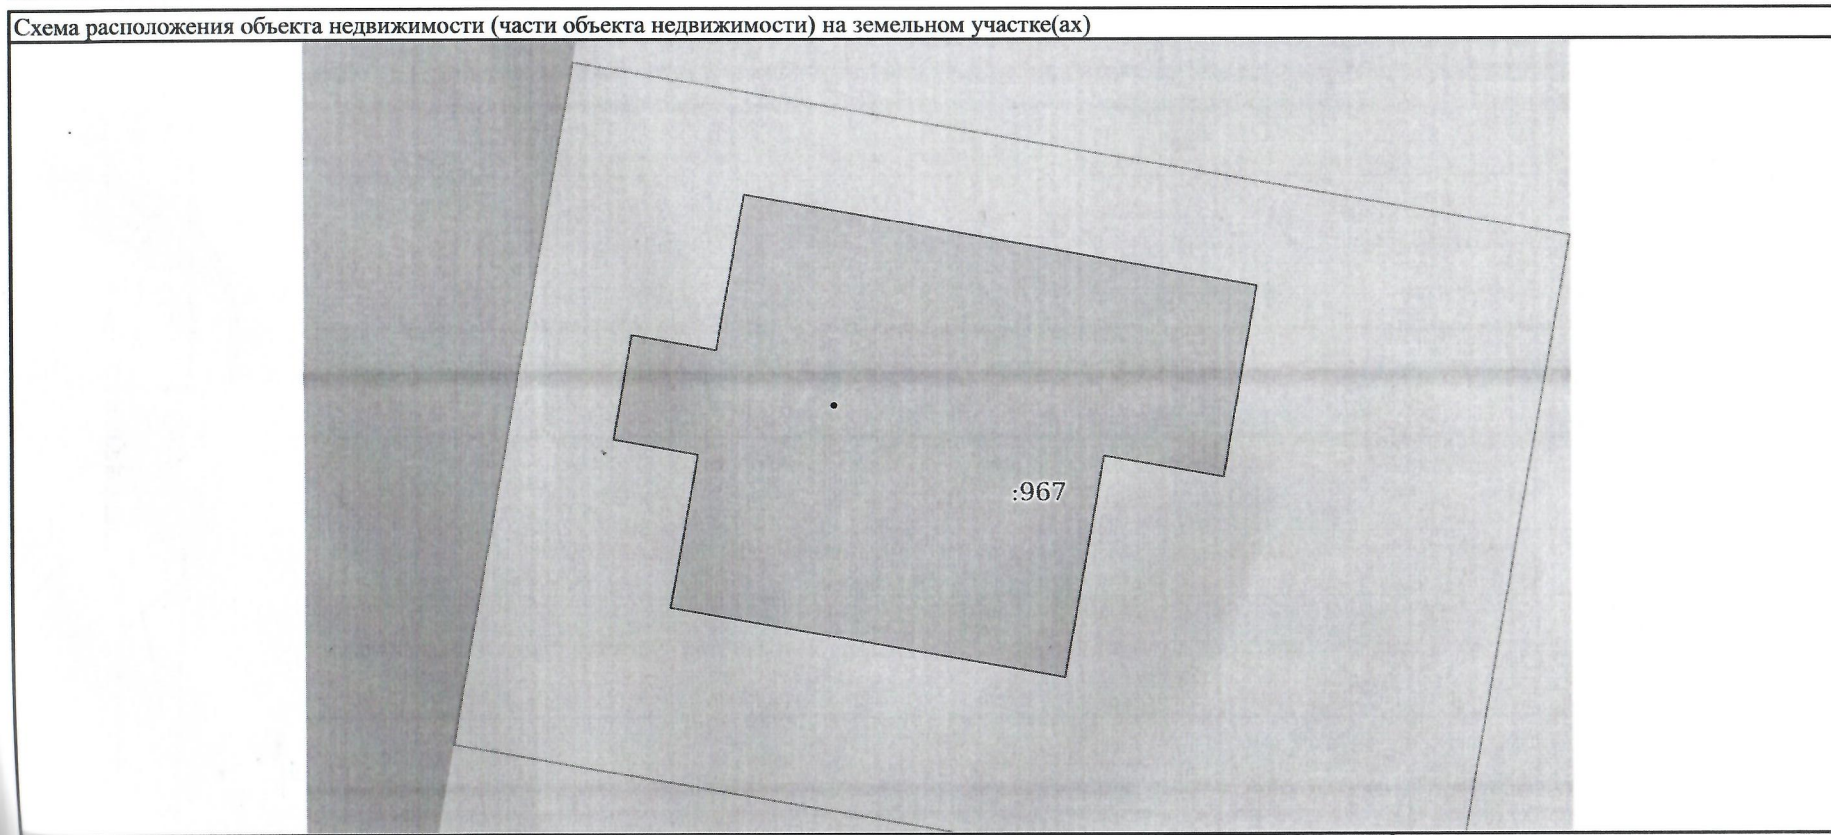 Схема расположения объекта недвижимости (части объекта недвижимости) на земельном участке(ах)
:967